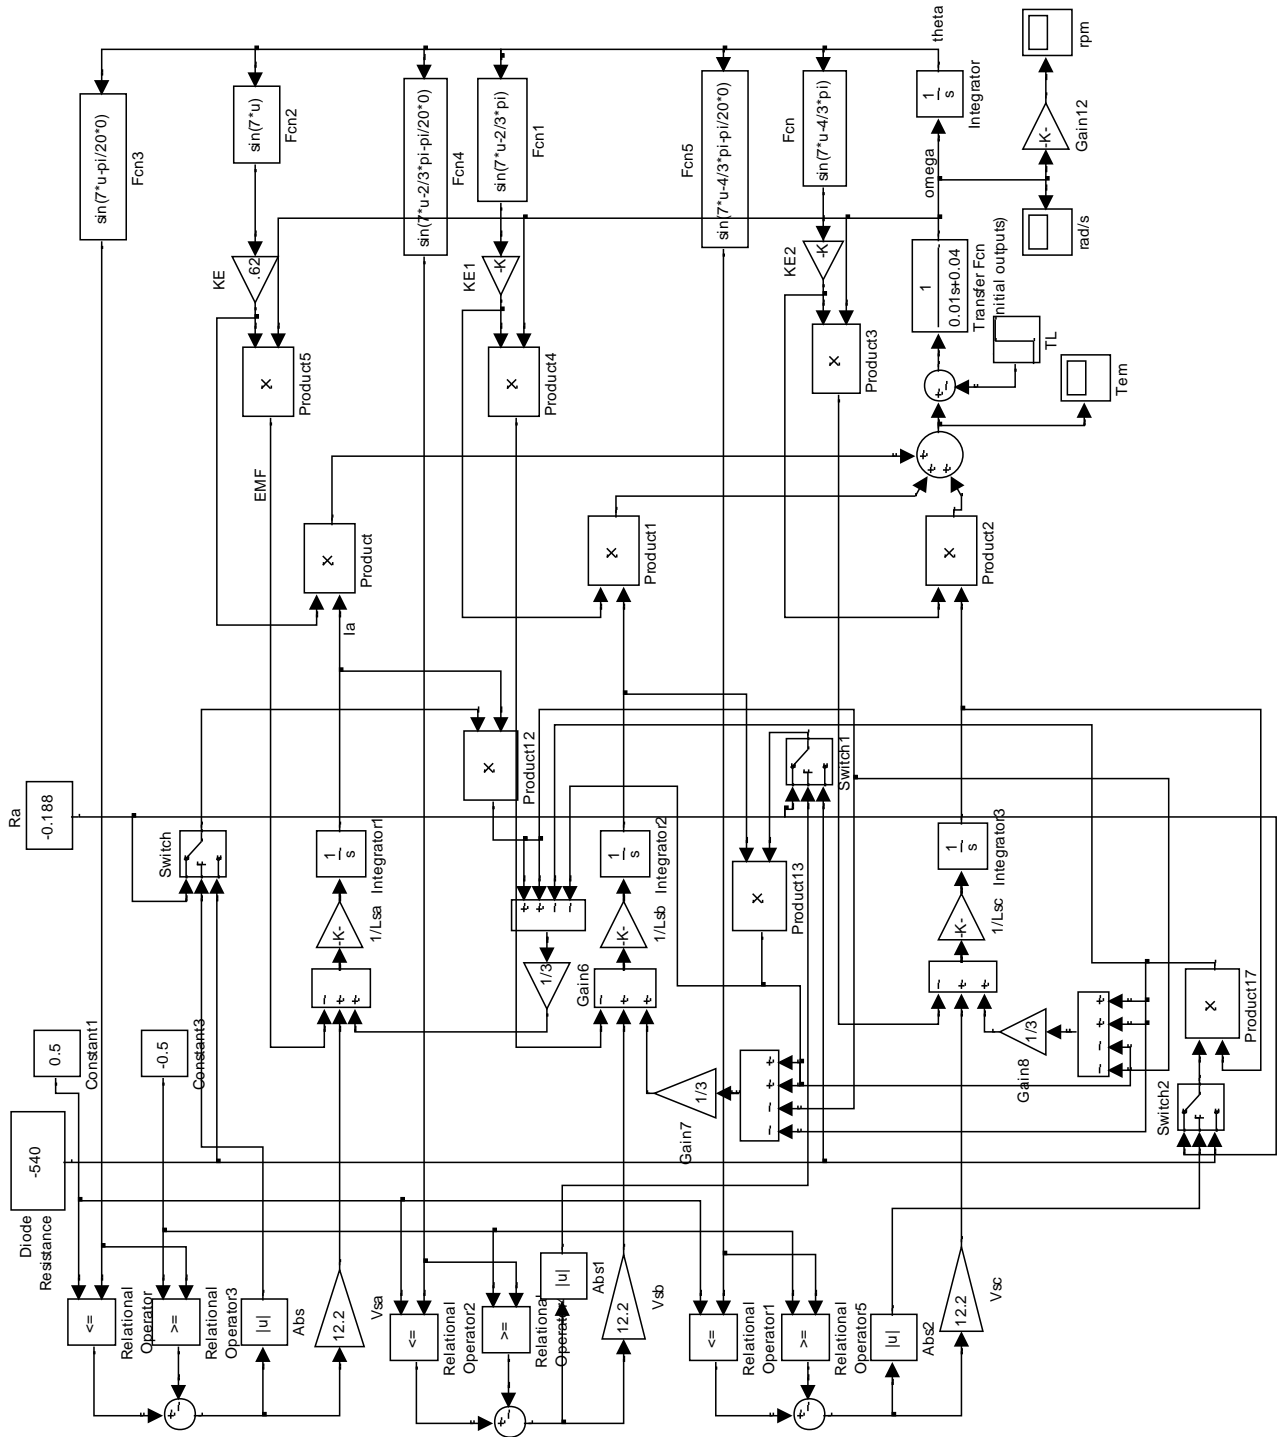 Ra
-0.188
0.5
Constant1
-0.5
Constant3
-540
Diode
Resistance
<=
Relational
Operator
>=
Relational
Operator3
|u|
Abs
12.2
Vsa
<=
Relational
Operator2
>=
Relational
|u|
Abs1
12.2
Vsb
<=
Relational
Operator1
>=
Relational
Operator5
|u|
Abs2
12.2
Vsc
Switch
-K-
1/Lsa
1
s
Integrator1
1/3
Gain6
-K-
1/Lsb
1
s
Integrator2
1/3
Gain7
x
Product12
x
Product13
Switch1
-K-
1/Lsc
1
s
Integrator3
1/3
Gain8
Switch2
x
Product17
Ia
x
Product
EMF
x
Product1
x
Product2
sin(7*u-pi/20*0)
Fcn3
sin(7*u)
Fcn2
.62
KE
x
Product5
sin(7*u-2/3*pi-pi/20*0)
Fcn4
sin(7*u-2/3*pi)
Fcn1
-K
KE1
x
Product4
sin(7*u-4/3*pi-pi/20*0)
Fcn5
sin(7*u-4/3*pi)
Fcn
-K
KE2
x
Product3
1
0.01s+0.04
Transfer Fcn
initial outputs)
TL
Tem
omega
1
s
Integrator
theta
-K-
Gain12
rad/s
rpm